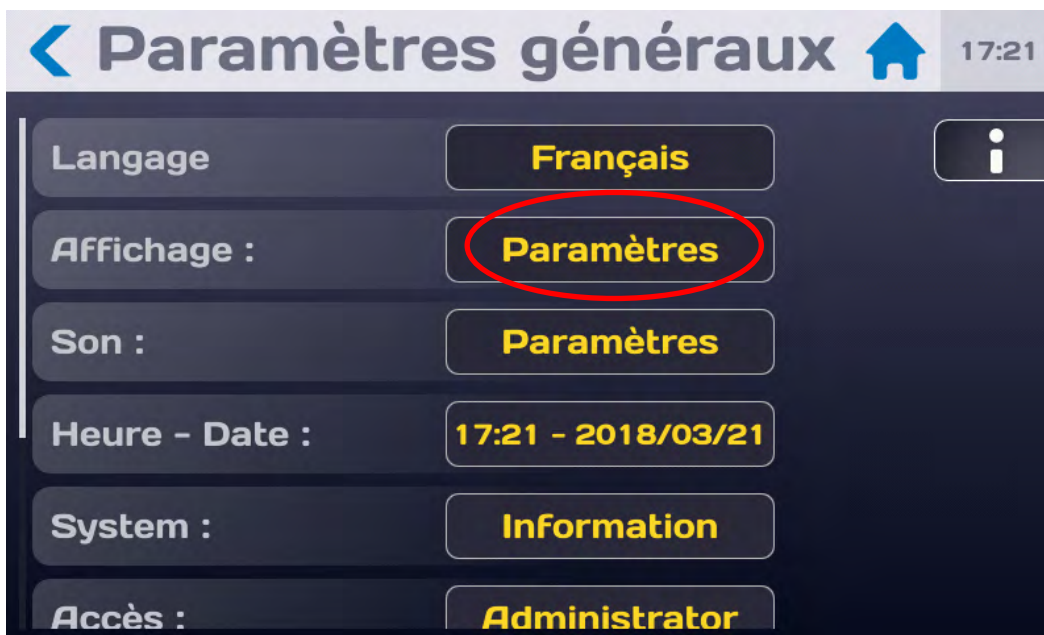 Paramètres généraux 17:21
Langage Français
Affichage : Paramètres
Son : Paramètres
Heure - Date : 17:21 - 2018/03/21
System : Information
Accès : Administrator